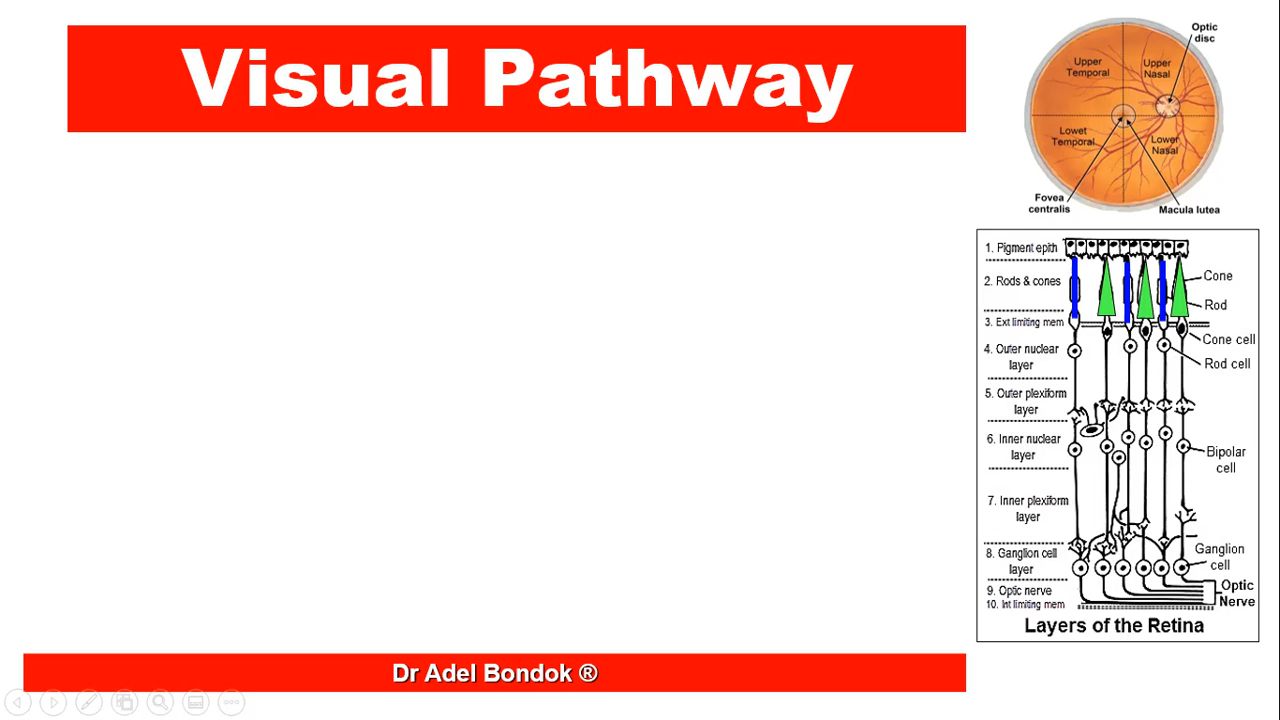 Visual Pathway
Optic
disc
Upper
Temporal
Upper
Nasal
Lowet
Temporal
Lower
Nasal
Fovea
centralis
Macula lutea
1. Pigment epith
2. Rods & cones
Cone
Rod
3. Ext limiting mem
Cone cell
4. Outer nuclear
layer
Rod cell
5. Outer plexiform
layer
6. Inner nuclear
layer
Bipolar
cell
7. Inner plexiform
layer
8. Ganglion cell
layer
Ganglion
cell
9. Optic nerve
10. Int limiting mem
Optic
Nerve
Layers of the Retina
Dr Adel Bondok ®